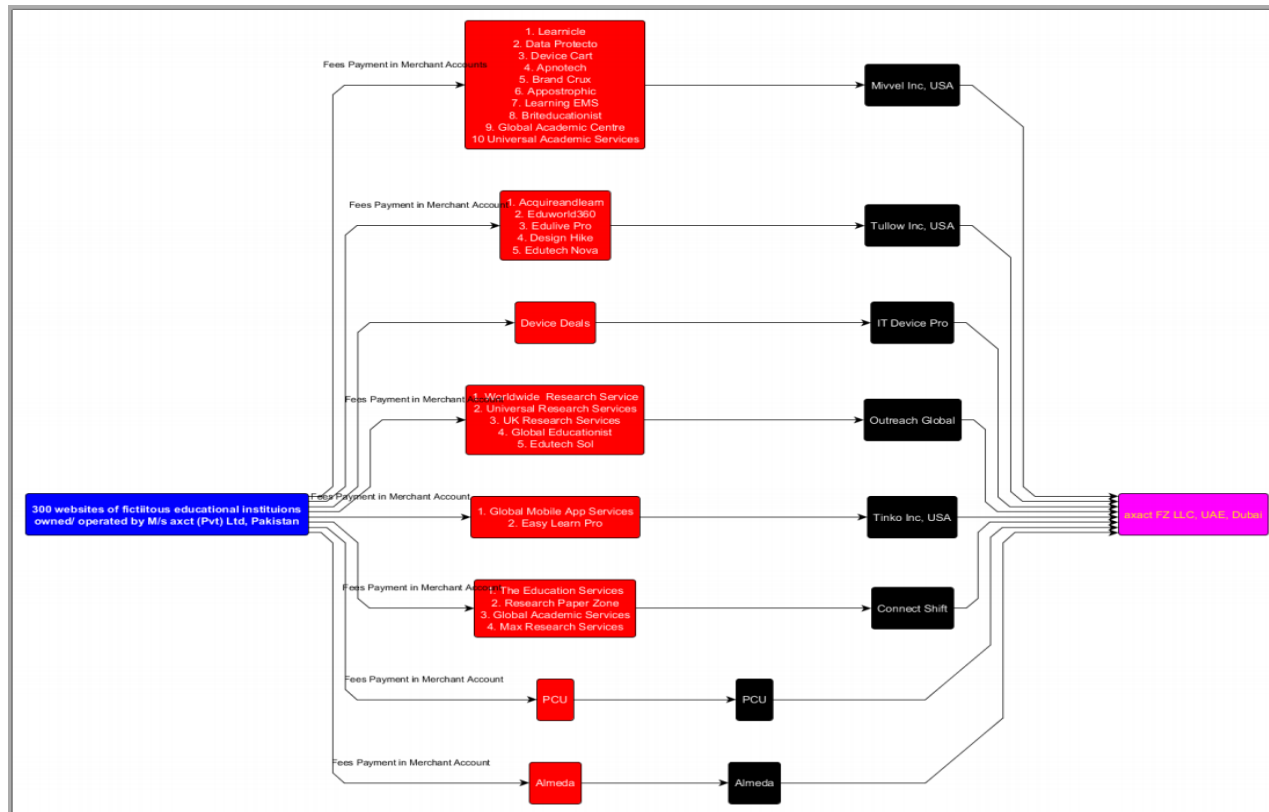 Fees Payment in Merchant Accounts
1. Learnicle
2. Data Protecto
3. Device Cart
4. Apnotech
5. Brand Crux
6. Appostrophic
7. Learning EMS
8. Briteducationist
9. Global Academic Centre
10 Universal Academic Services
Mivvel Inc, USA
Fees Payment in Merchant Account
1. Acquireandlearn
2. Eduworld360
3. Edulive Pro
4. Design Hike
5. Edutech Nova
Tullow Inc, USA
Device Deals
IT Device Pro
Fees Payment in Merchant Account
1. Worldwide Research Service
2. Universal Research Services
3. UK Research Services
4. Global Educationist
5. Edutech Sol
Outreach Global
300 websites of fictiitous educational instituions
owned/ operated by M/s axct (Pvt) Ltd, Pakistan
Fees Payment in Merchant Account
1. Global Mobile App Services
2. Easy Learn Pro
Tinko Inc, USA
axact FZ LLC, UAE, Dubai
Fees Payment in Merchant Account
1. The Education Services
2. Research Paper Zone
3. Global Academic Services
4. Max Research Services
Connect Shift
Fees Payment in Merchant Account
PCU
PCU
Fees Payment in Merchant Account
Almeda
Almeda